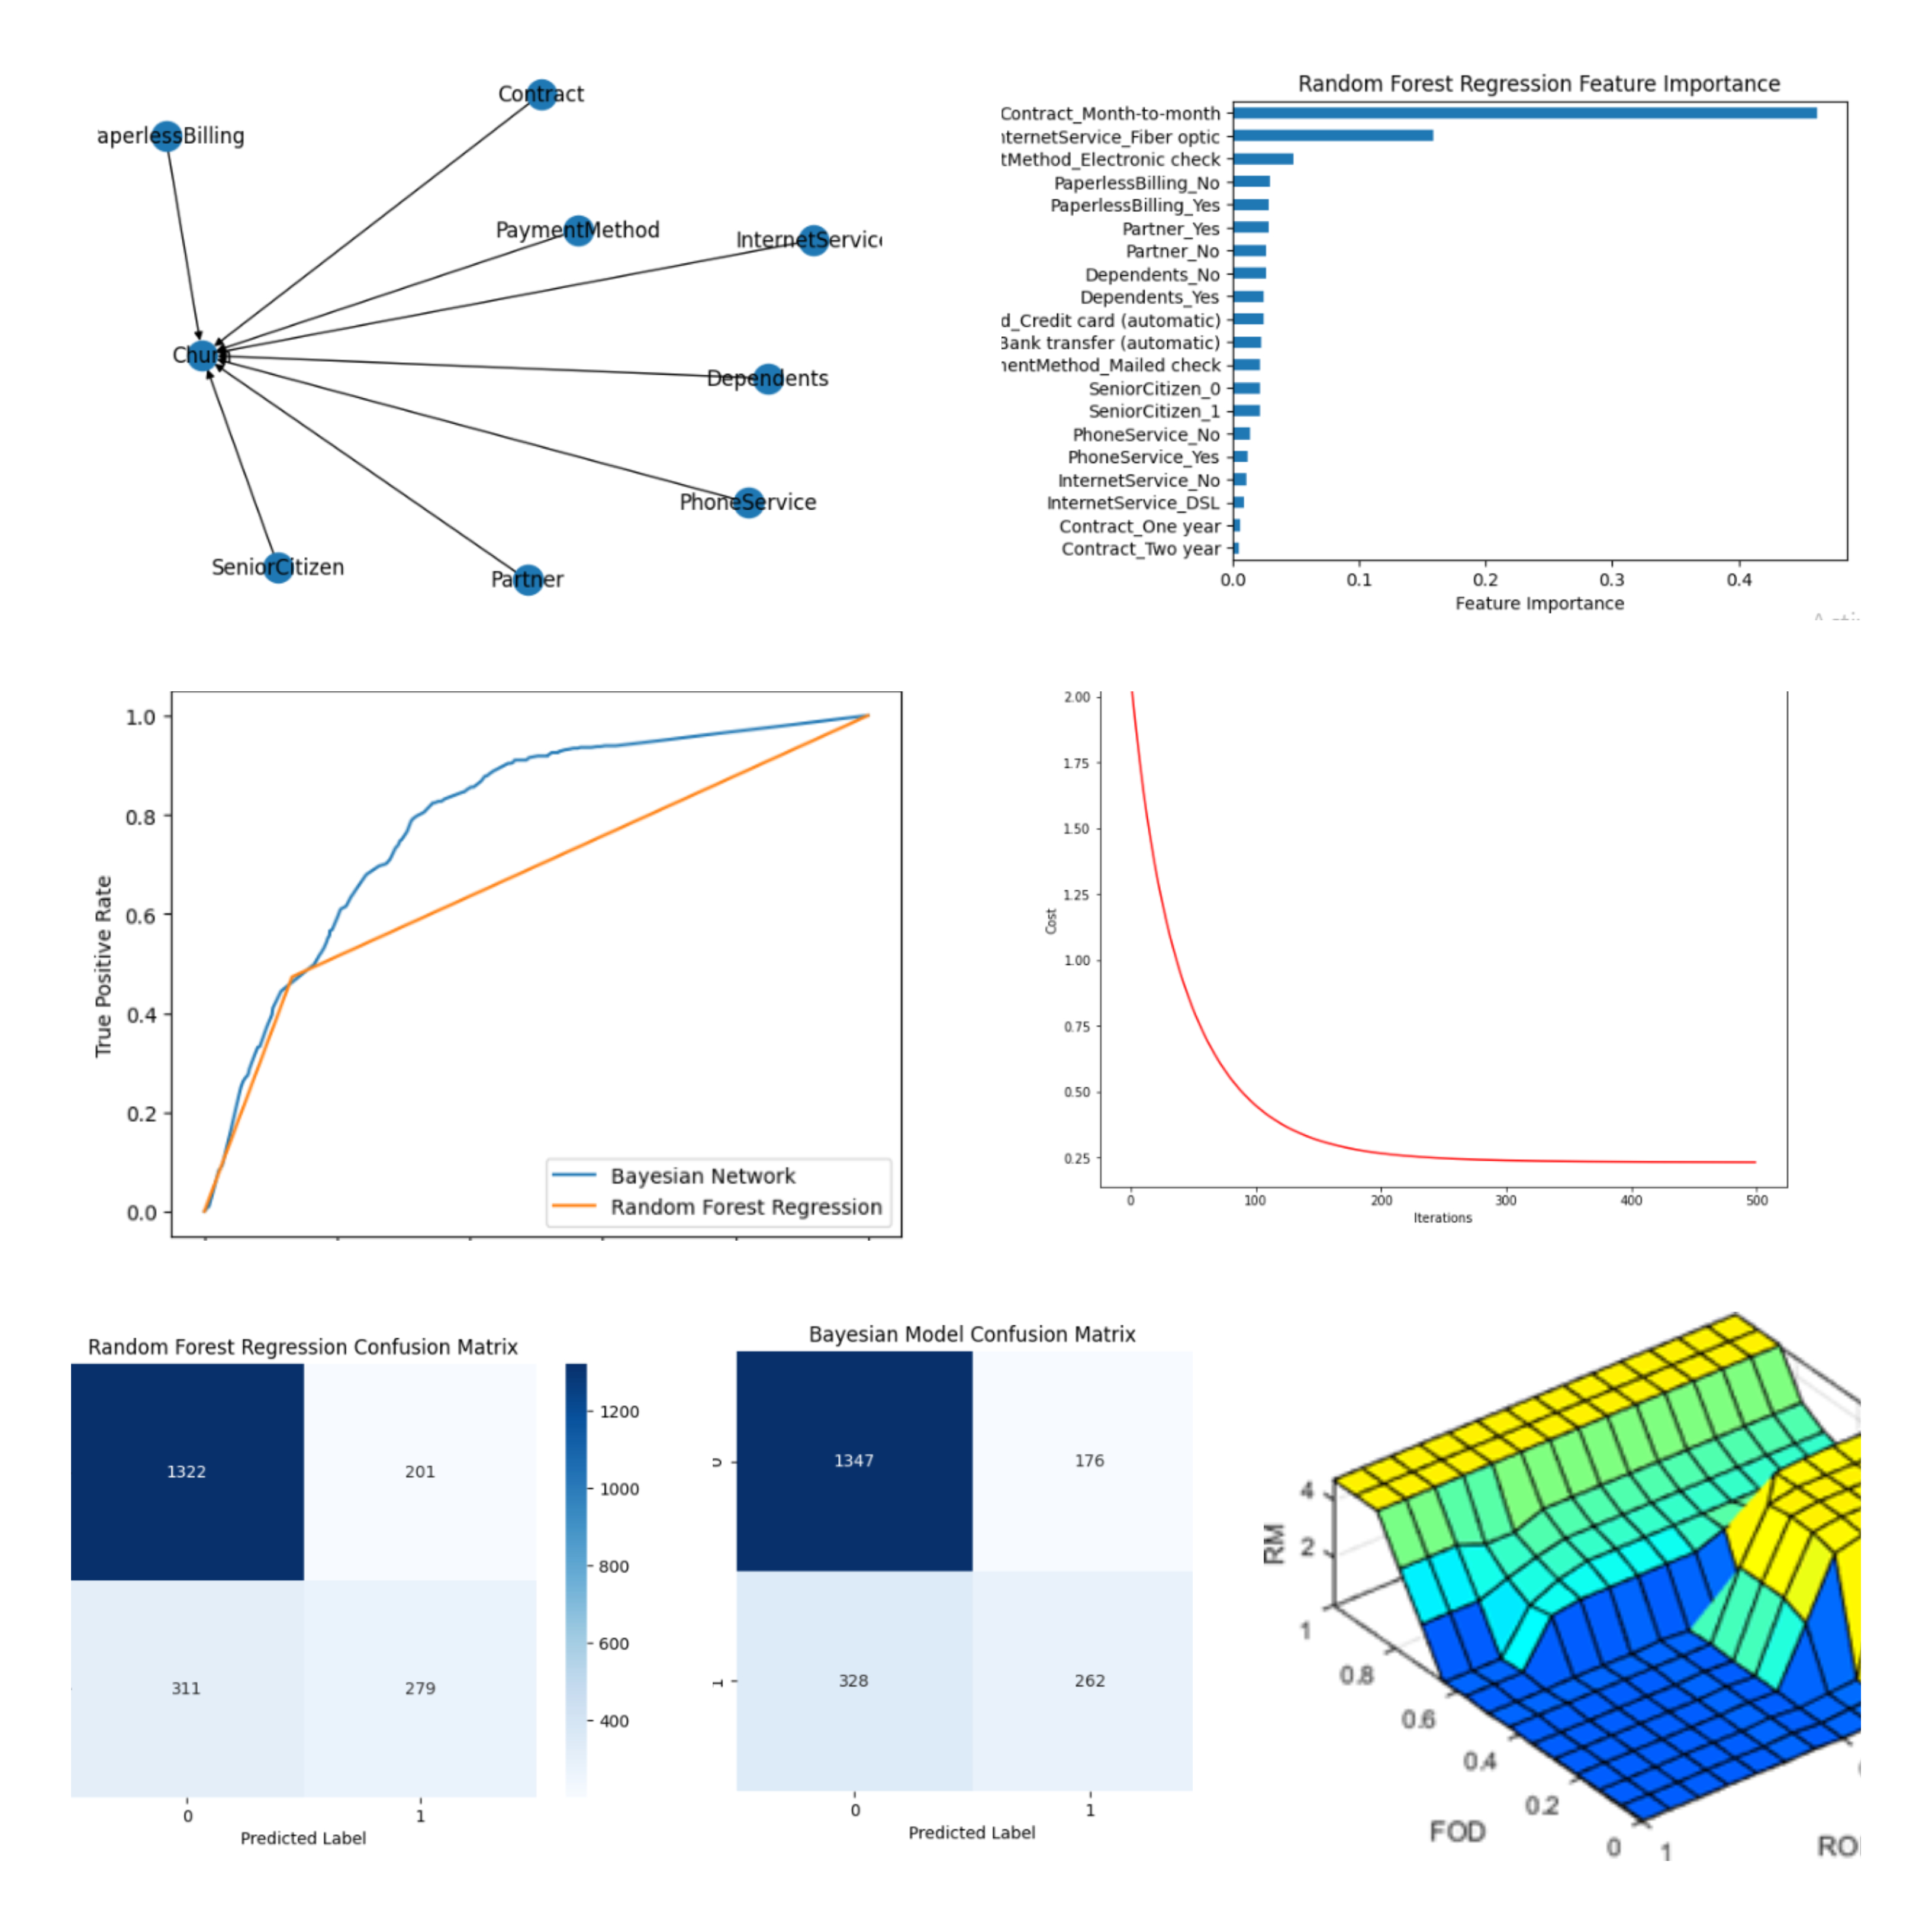 Contract
aperlessBilling
PaymentMethod
InternetServic
Churn
Dependents
PhoneService
SeniorCitizen
Partner
Random Forest Regression Feature Importance
Contract_Month-to-month
nternetService_Fiber optic
tMethod_Electronic check
PaperlessBilling_No
PaperlessBilling_Yes
Partner_Yes
Partner_No
Dependents_No
Dependents_Yes
d_Credit card (automatic)
Bank transfer (automatic)
mentMethod_Mailed check
SeniorCitizen_0
SeniorCitizen_1
PhoneService_No
PhoneService_Yes
InternetService_No
InternetService_DSL
Contract_One year
Contract_Two year
0.0 0.1 0.2 0.3 0.4
Feature Importance
1.0
0.8
0.6
0.4
0.2
0.0
True Positive Rate
Bayesian Network
Random Forest Regression
2.00
1.75
1.50
1.25
1.00
0.75
0.50
0.25
Cost
0 100 200 300 400 500
Iterations
Random Forest Regression Confusion Matrix
1322 201
311 279
0 1
Predicted Label
1200
1000
800
600
400
Bayesian Model Confusion Matrix
0
1347 176
1
328 262
0 1
Predicted Label
RM
4
2
1
0.8
0.6
0.4
0.2
0
FOD
1
RO